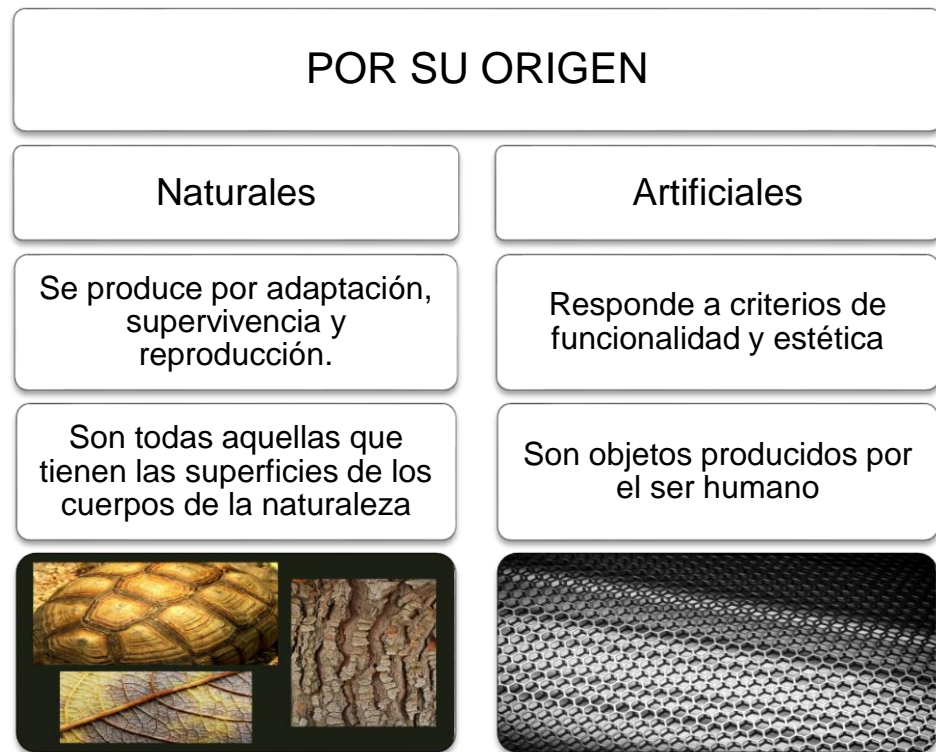 POR SU ORIGEN
Naturales
Artificiales
Se produce por adaptación,
supervivencia y
reproducción.
Responde a criterios de
funcionalidad y estética
Son todas aquellas que
tienen las superficies de los
cuerpos de la naturaleza
Son objetos producidos por
el ser humano